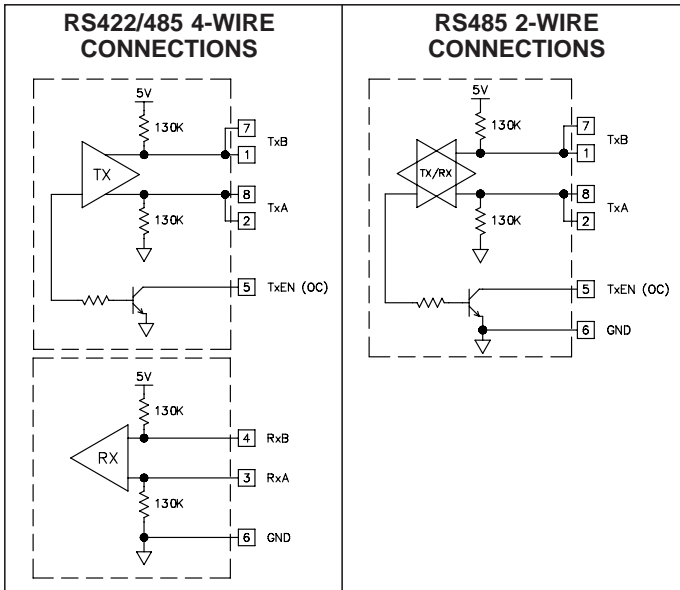 RS422/485 4-WIRE
CONNECTIONS
5V
130K
7
TxB
1
TX
8
TxA
2
130K
5 TxEN (OC)
5V
130K
4 RxB
RX
3 RxA
130K
6 GND
RS485 2-WIRE
CONNECTIONS
5V
130K
7
TxB
1
TX/RX
8
TxA
2
130K
5 TxEN (OC)
6 GND